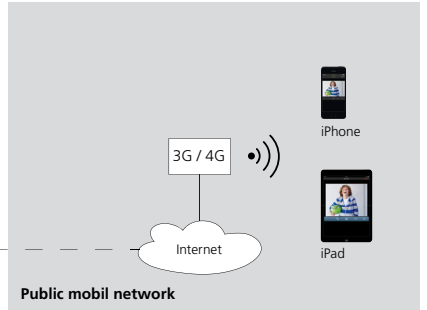 iPhone
3G / 4G
Internet
iPad
Public mobil network